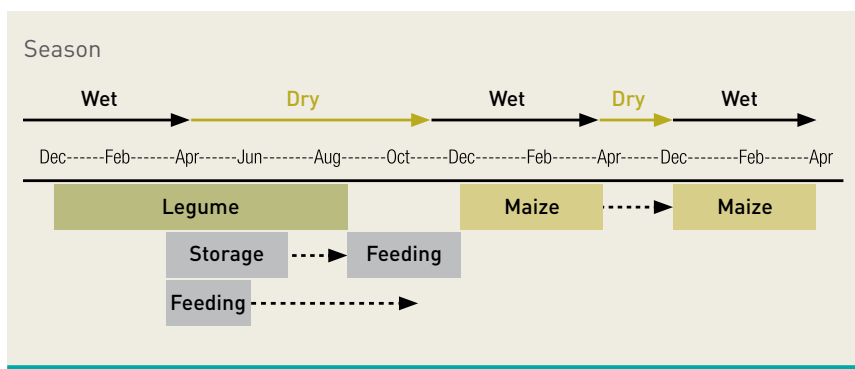 Season
Wet Dry Wet Dry Wet
Dec------Feb------Apr------Jun------Aug------Oct------Dec------Feb------Apr------Dec------Feb------Apr
Legume Maize Maize
Storage Feeding
Feeding